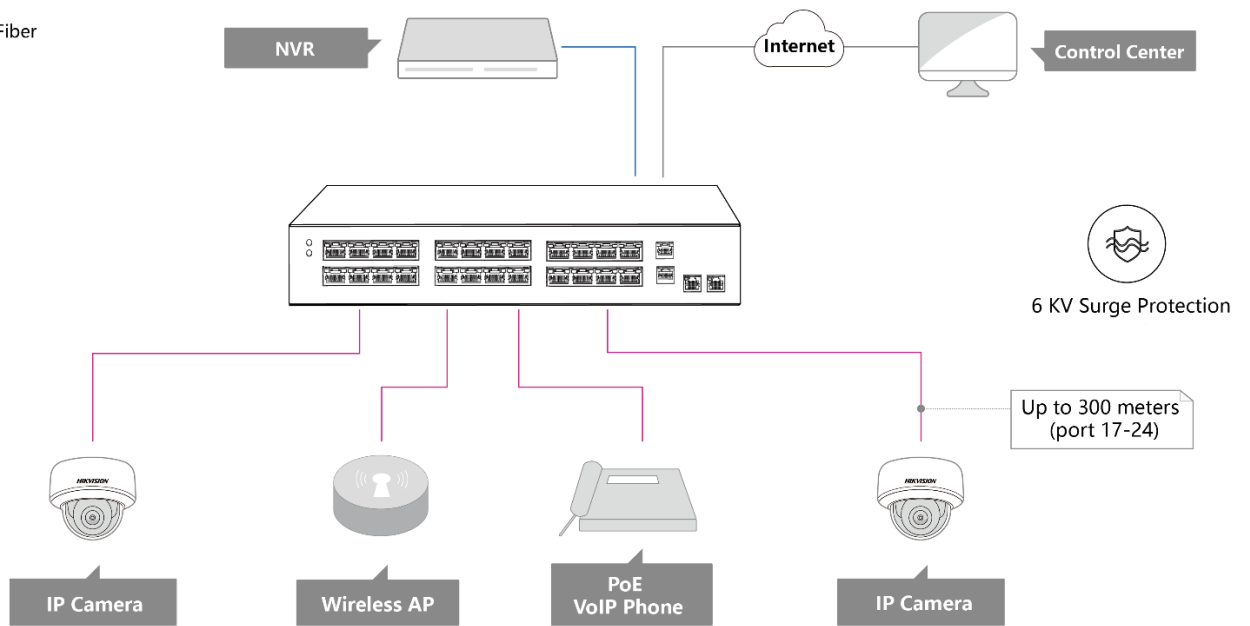 Fiber
NVR
Internet
Control Center
6 KV Surge Protection
Up to 300 meters
(port 17-24)
HIKVISION
HIKVISION
IP Camera
Wireless AP
PoE
VoIP Phone
IP Camera